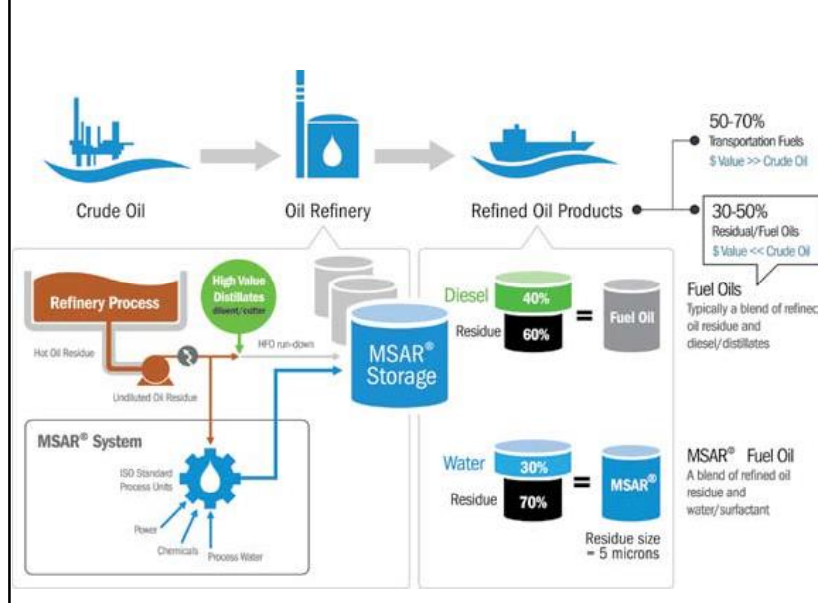 50-70%
Transportation Fuels
$ Value >> Crude Oil
Crude Oil
Oil Refinery
Refined Oil Products
30-50%
Residual/Fuel Oils
$ Value << Crude Oil
Refinery Process
High Value
Distillates
diluent/cutter
Hot Oil Residue
HFO run-down
Undiluted Oil Residue
MSAR® Storage
MSAR® System
ISO Standard
Process Units
Power
Chemicals
Process Water
Diesel
40%
Residue
60%
=
Fuel Oil
Fuel Oils
Typically a blend of refined
oil residue and
diesel/distillates
Water
30%
Residue
70%
=
MSAR®
Residue size
= 5 microns
MSAR® Fuel Oil
A blend of refined oil
residue and
water/surfactant